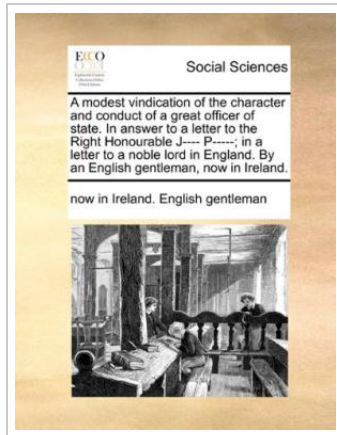 ECCO
Social Sciences
A modest vindication of the character
and conduct of a great officer of
state. In answer to a letter to the
Right Honourable J---- P-----; in a
letter to a noble lord in England. By
an English gentleman, now in Ireland.
now in Ireland. English gentleman